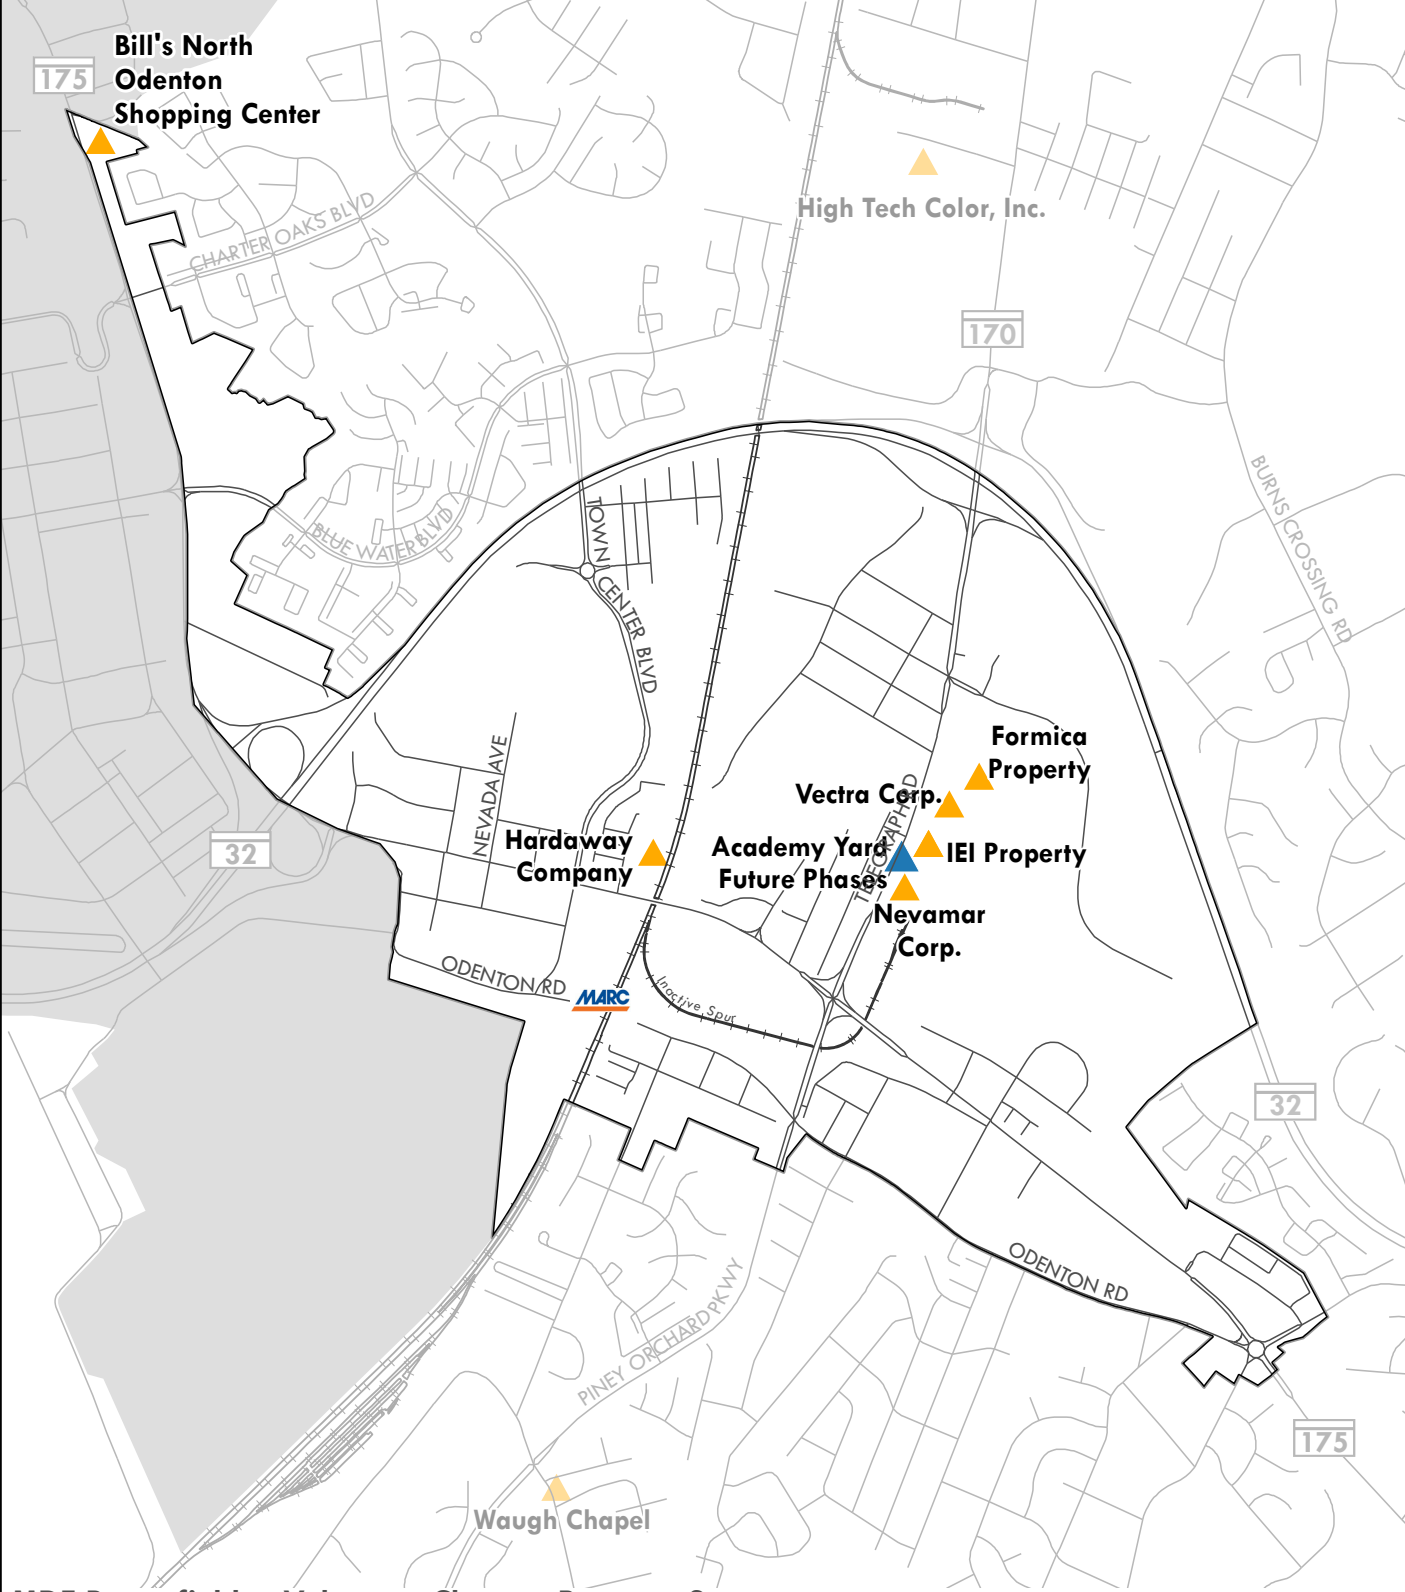 Bill's North
Odenton
Shopping Center
175
High Tech Color, Inc.
CHARTER OAKS BLVD
170
BURNS CROSSING RD
BLUE WATER BLVD
TOWN CENTER BLVD
NEVADA AVE
Formica
Property
Vectra Corp.
TELEGRAPH RD
Hardaway
Company
Academy Yard
Future Phases
IEI Property
32
Nevamar
Corp.
ODENTON RD
MARC
Inactive Spur
32
ODENTON RD
PINEY ORCHARD PKWY
175
Waugh Chapel